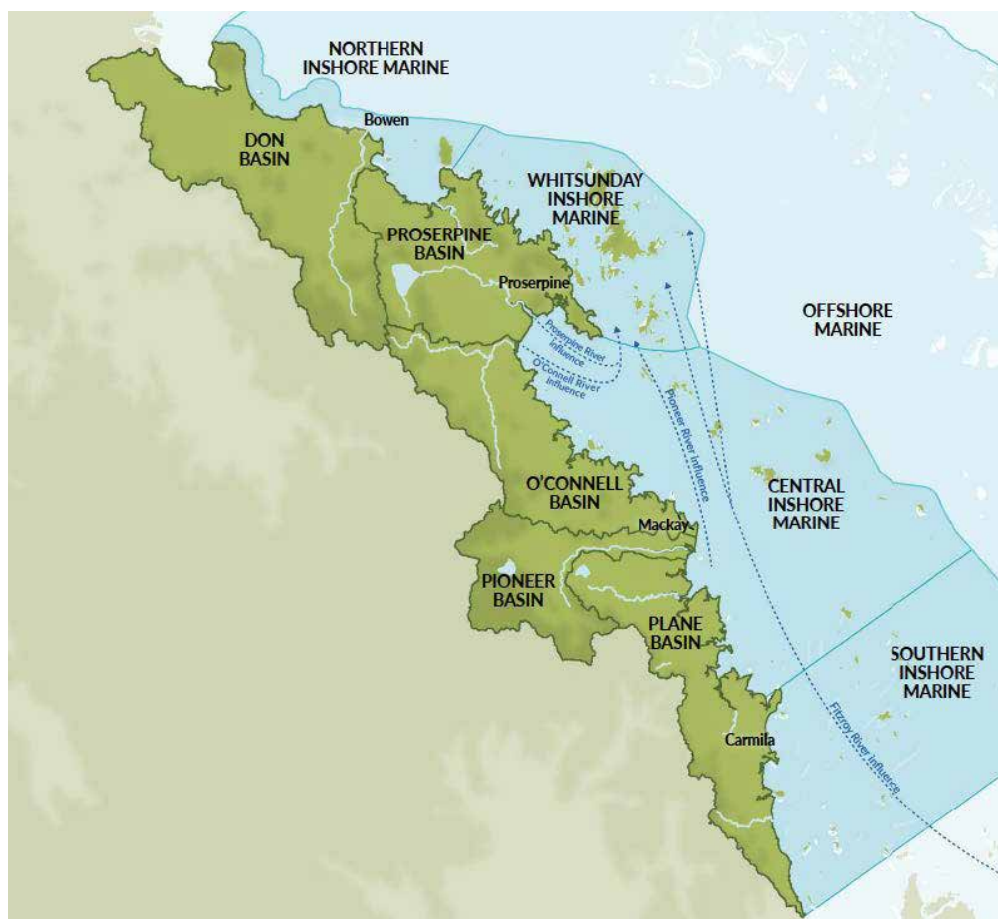 NORTHERN
INSHORE MARINE
Bowen
DON
BASIN
WHITSUNDAY
INSHORE
MARINE
PROSERPINE
BASIN
Proserpine
OFFSHORE
MARINE
Proserpine River
influence
O'Connell River
Influence
Pioneer River influence
O'CONNELL
BASIN
CENTRAL
INSHORE
MARINE
Mackay
PIONEER
BASIN
PLANE
BASIN
SOUTHERN
INSHORE
MARINE
Fitzroy River influence
Carmila